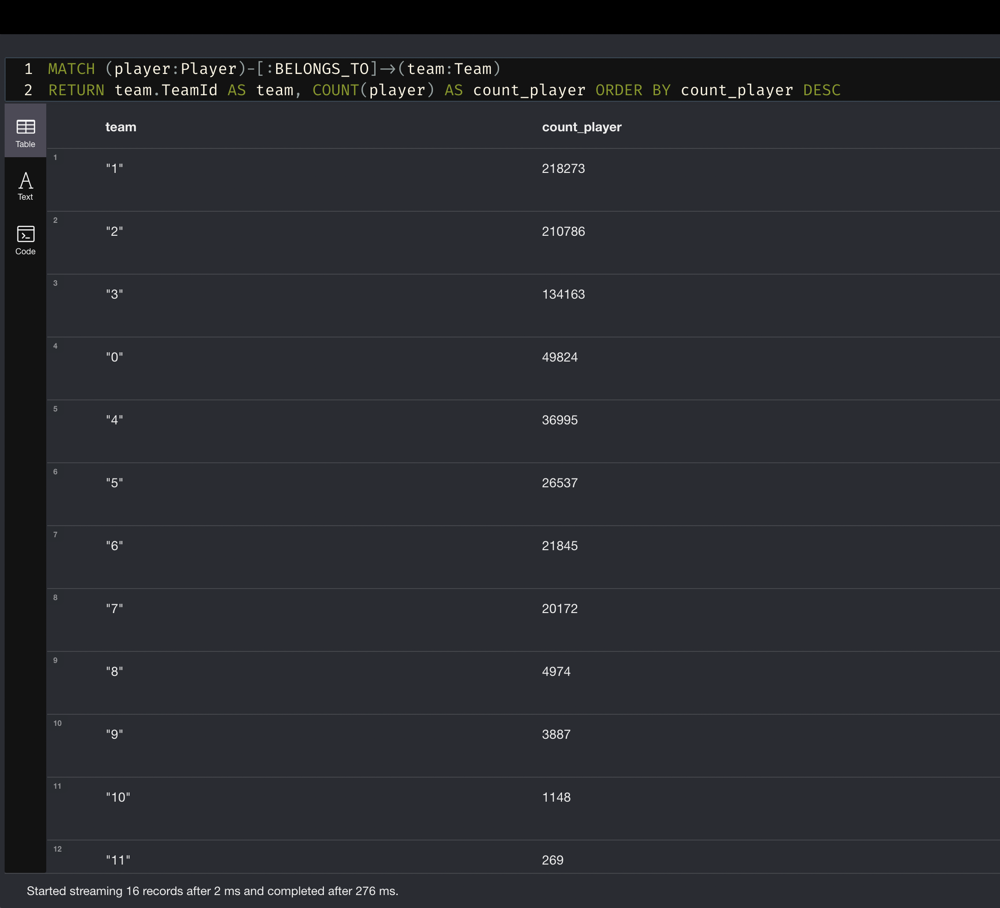 1 MATCH (player:Player)-[:BELONGS_TO]->(team:Team)
2 RETURN team.TeamId AS team, COUNT(player) AS count_player ORDER BY count_player DESC
Table
Text
Code
team count_player
1 "1" 218273
2 "2" 210786
3 "3" 134163
4 "0" 49824
5 "4" 36995
6 "5" 26537
7 "6" 21845
8 "7" 20172
9 "8" 4974
10 "9" 3887
11 "10" 1148
12 "11" 269
Started streaming 16 records after 2 ms and completed after 276 ms.